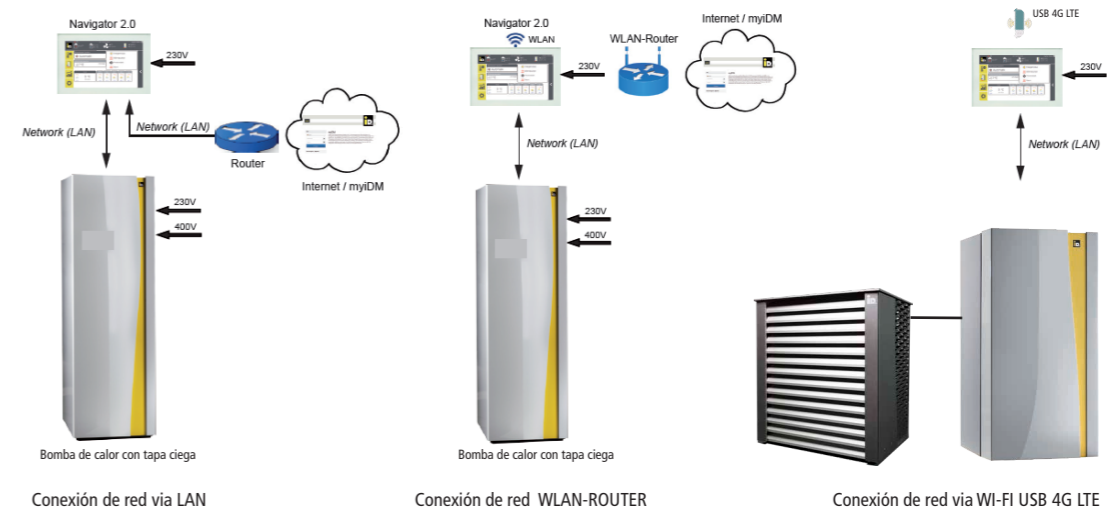 Navigator 2.0
230V
Network (LAN)
Network (LAN)
Router
Internet / myiDM
230V
400V
Bomba de calor con tapa ciega
Conexión de red via LAN
Navigator 2.0
WLAN
230V
WLAN-Router
Internet / myiDM
Network (LAN)
230V
400V
Bomba de calor con tapa ciega
Conexión de red WLAN-ROUTER
USB 4G LTE
230V
Network (LAN)
Conexión de red via WI-FI USB 4G LTE